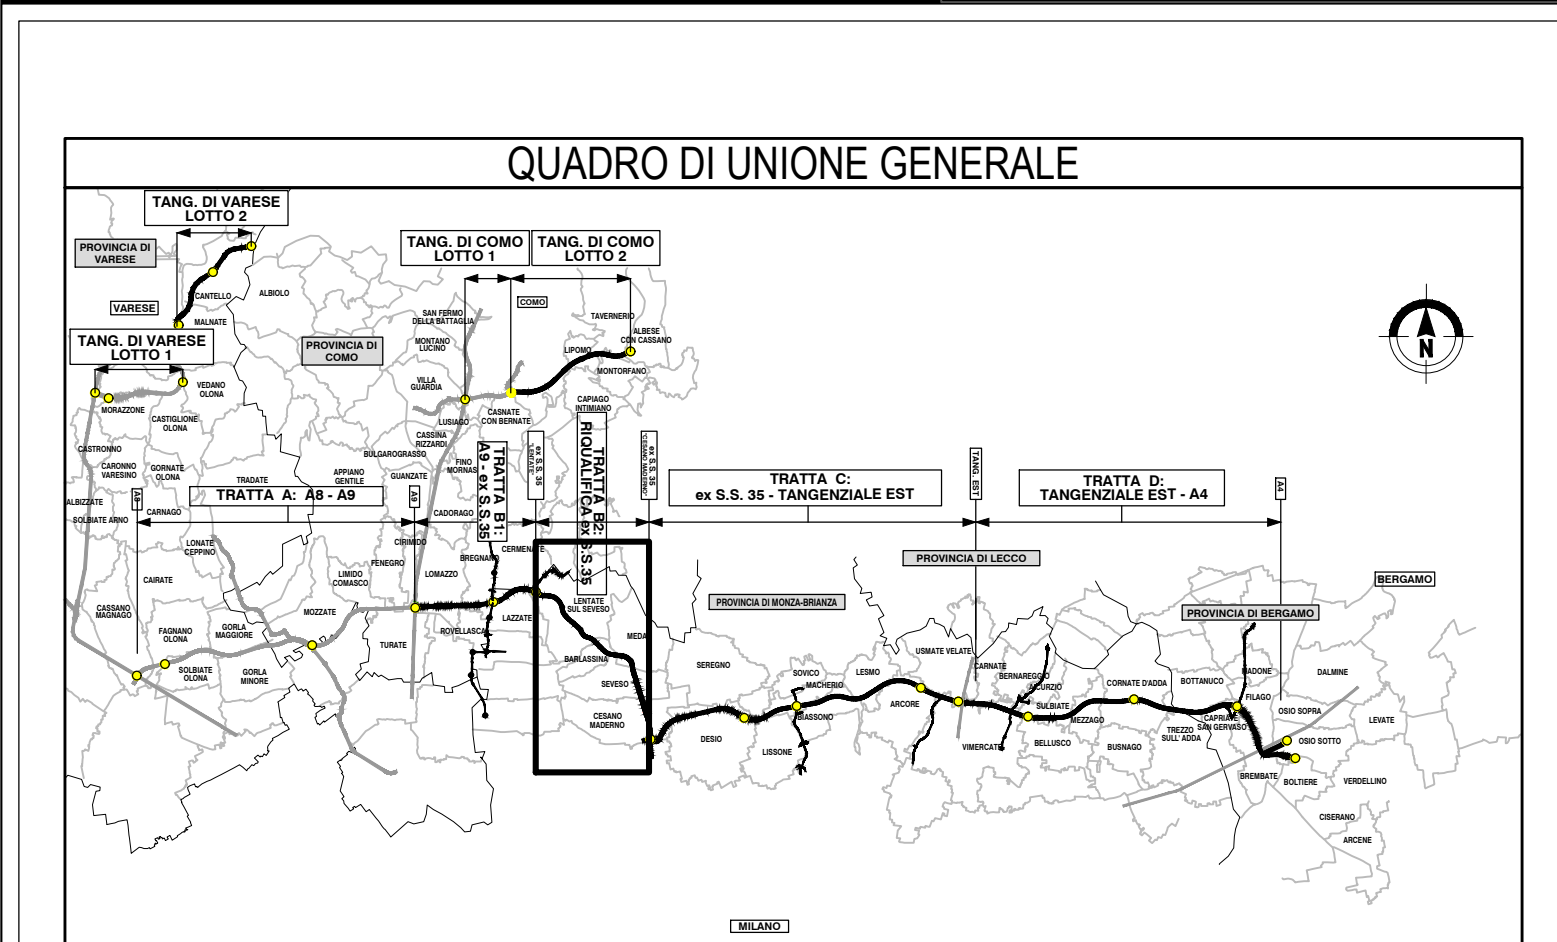 QUADRO DI UNIONE GENERALE
TANG. DI VARESE
LOTTO 2
PROVINCIA DI
VARESE
TANG. DI COMO
LOTTO 1
TANG. DI COMO
LOTTO 2
CANTELLO
ALBIOLO
VARESE
MALNATE
COMO
SAN FERMO
DELLA BATTAGLIA
TAVERNERIO
TANG. DI VARESE
LOTTO 1
PROVINCIA DI
COMO
MONTANO
LUCINO
ALBESE
CON CASSANO
LIPOMO
MONTORFANO
N
VEDANO
OLONA
VILLA
GUARDIA
MORAZZONE
CASTIGLIONE
OLONA
LUSIAGO
CASNATE
CON BERNATE
CAPIAGO
INTIMIANO
CASSINA
RIZZARDI
CASTRONNO
BULGAROGRASSO
CARONNO
VARESINO
GORNATE
OLONA
TRADATE
APPIANO
GENTILE
GUANZATE
FINO
MORNAS
TRATTA B1:
A9 - ex S.S.35
ex S.S. 35
"LENTATE"
TRATTA B2:
RIQUALIFICA ex S.S.35
ex S.S. 35
"CESANO MADERNO"
TRATTA C:
ex S.S. 35 - TANGENZIALE EST
TANG. EST
TRATTA D:
TANGENZIALE EST - A4
A4
ALBIZZATE
A8
TRATTA A: A8 - A9
A9
SOLBIATE ARNO
CARNAGO
CADORAGO
LONATE
CEPPINO
CIRIMIDO
BREGNANO
CERMENATE
FENEGRO
LIMIDO
COMASCO
LOMAZZO
PROVINCIA DI LECCO
BERGAMO
CAIRATE
CASSANO
MAGNAGO
MOZZATE
LAZZATE
LENTATE
SUL SEVESO
PROVINCIA DI MONZA-BRIANZA
PROVINCIA DI BERGAMO
FAGNANO
OLONA
GORLA
MAGGIORE
ROVELLASCA
TURATE
MEDA
BARLASSINA
SEVESO
CESANO
MADERNO
SOLBIATE
OLONA
GORLA
MINORE
SEREGNO
SOVICO
MACHERIO
BIASSONO
DESIO
LISSONE
LESMO
USMATE VELATE
CARNATE
BERNAREGGIO
ARCORE
SULBIATE
MEZZAGO
VIMERCATE
BELLUSCO
CORNATE D'ADDA
BUSNAGO
BOTTANUCO
MADONE
FILAGO
DALMINE
TREZZO
SULL' ADDA
CAPRIATE
SAN GERVASO
OSIO SOPRA
LEVATE
OSIO SOTTO
BREMBATE
BOLTIERE
VERDELLINO
CISERANO
ARCENE
MILANO